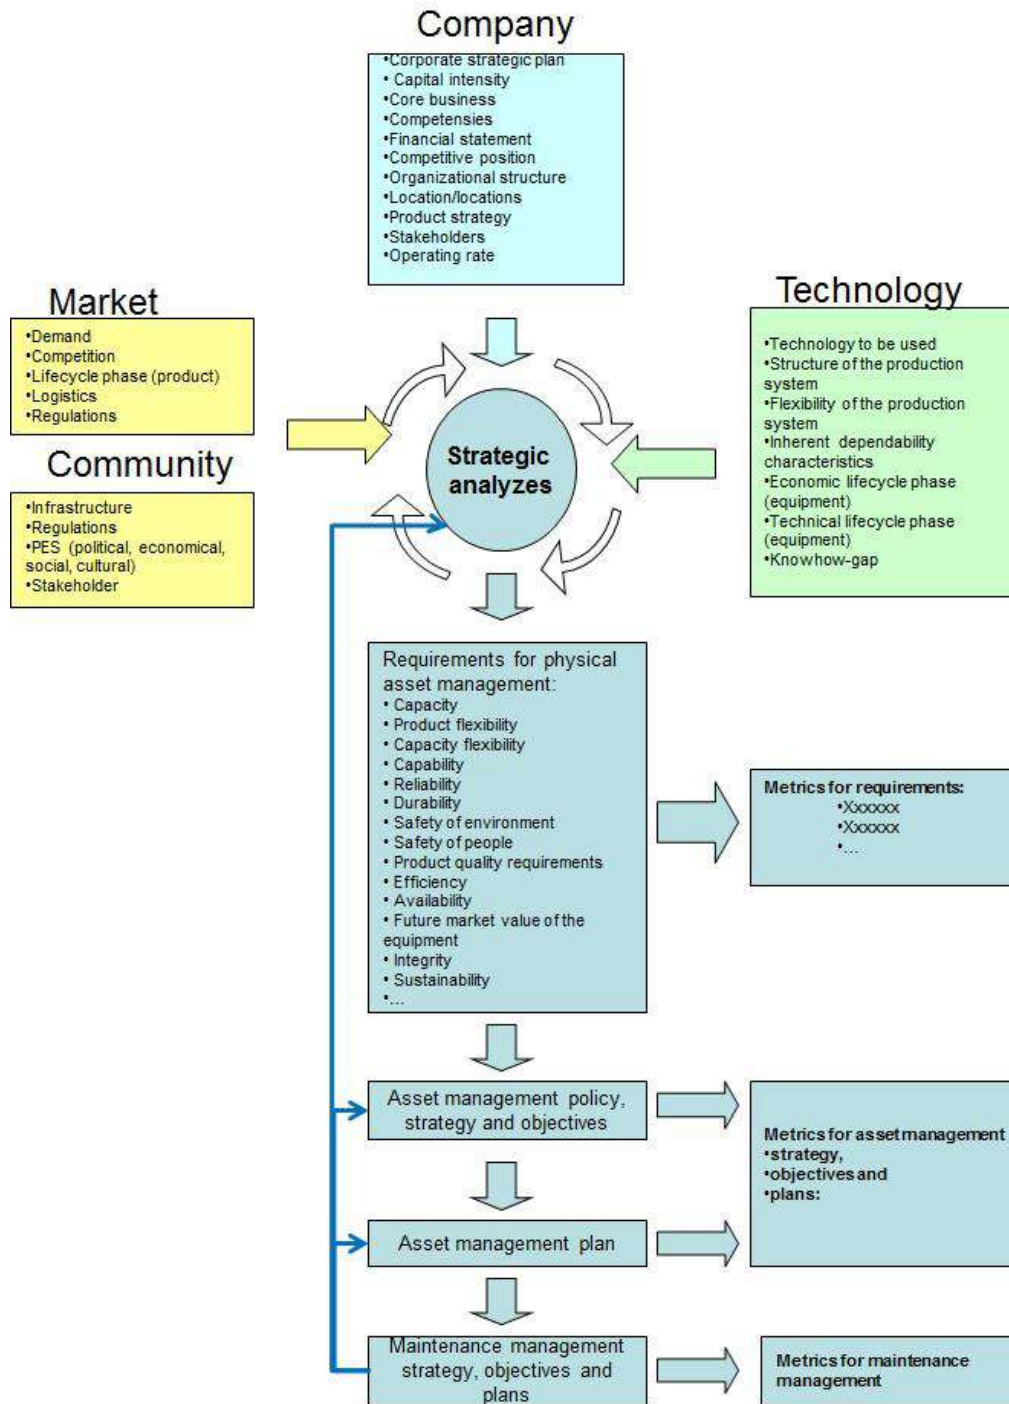 Company
•Corporate strategic plan
• Capital intensity
•Core business
•Competensies
•Financial statement
•Competitive position
•Organizational structure
•Location/locations
•Product strategy
•Stakeholders
•Operating rate
Market
•Demand
•Competition
•Lifecycle phase (product)
•Logistics
•Regulations
Community
•Infrastructure
•Regulations
•PES (political, economical,
social, cultural)
•Stakeholder
Technology
•Technology to be used
•Structure of the production
system
•Flexibility of the production
system
•Inherent dependability
characteristics
•Economic lifecycle phase
(equipment)
•Technical lifecycle phase
(equipment)
•Knowhow-gap
Strategic
analyzes
Requirements for physical
asset management:
• Capacity
• Product flexibility
• Capacity flexibility
• Capability
• Reliability
• Durability
• Safety of environment
• Safety of people
• Product quality requirements
• Efficiency
• Availability
• Future market value of the
equipment
• Integrity
• Sustainability
•...
Metrics for requirements:
•Xxxxxx
•Xxxxxx
•...
Asset management policy,
strategy and objectives
Metrics for asset management
•strategy,
•objectives and
•plans:
Asset management plan
Maintenance management
strategy, objectives and
plans
Metrics for maintenance
management